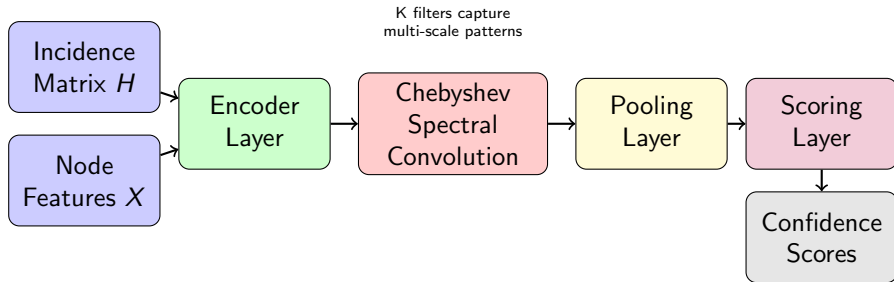 K filters capture
multi-scale patterns
Incidence
Matrix H
Node
Features X
Encoder
Layer
Chebyshev
Spectral
Convolution
Pooling
Layer
Scoring
Layer
Confidence
Scores